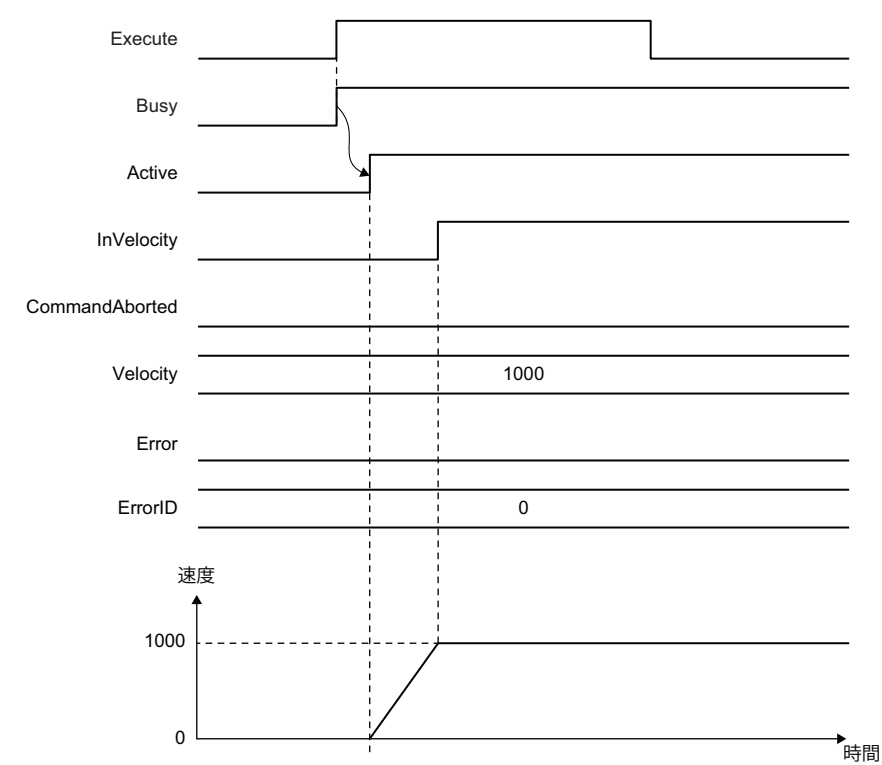 Execute
Busy
Active
InVelocity
CommandAborted
Velocity
1000
Error
ErrorID
0
速度
1000
0
時間